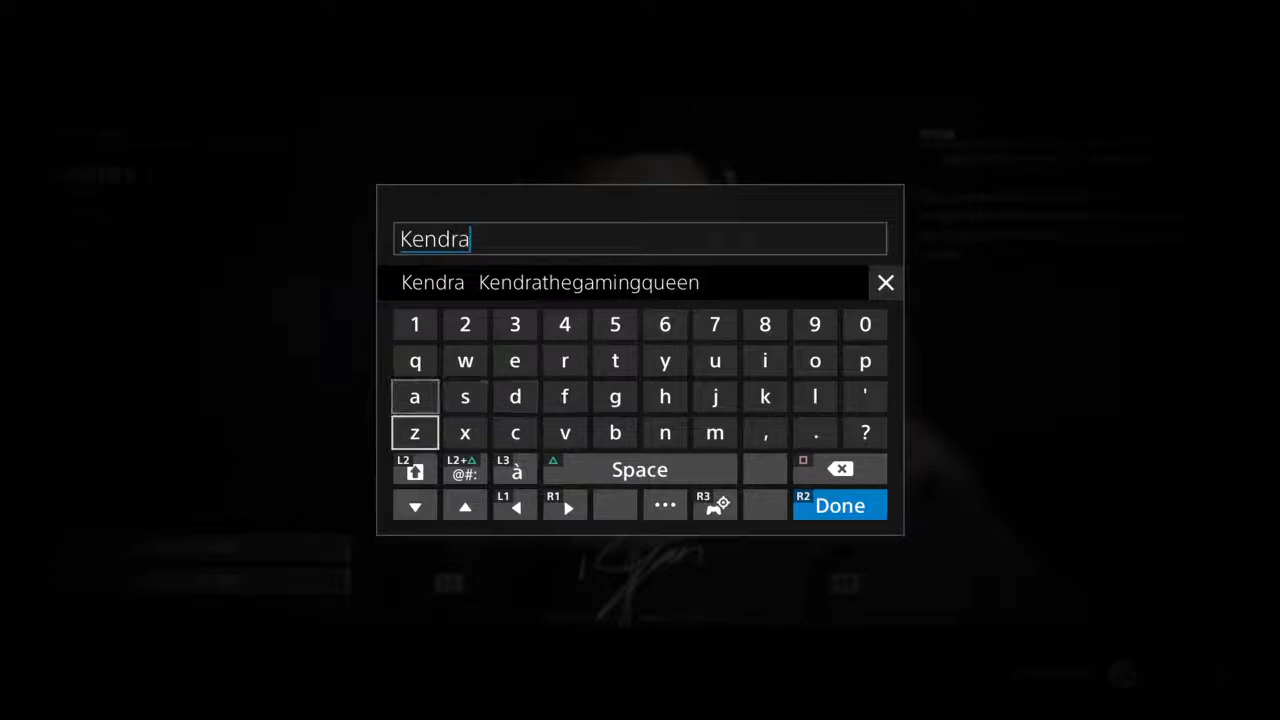 Kendra
Kendra Kendrathegamingqueen
1 2 3 4 5 6 7 8 9 0
q w e r t y u i o p
a s d f g h j k l '
z x c v b n m , . ?
L2 L2+△ @#: L3 à △ Space □
L1 R1 ... R3 R2 Done